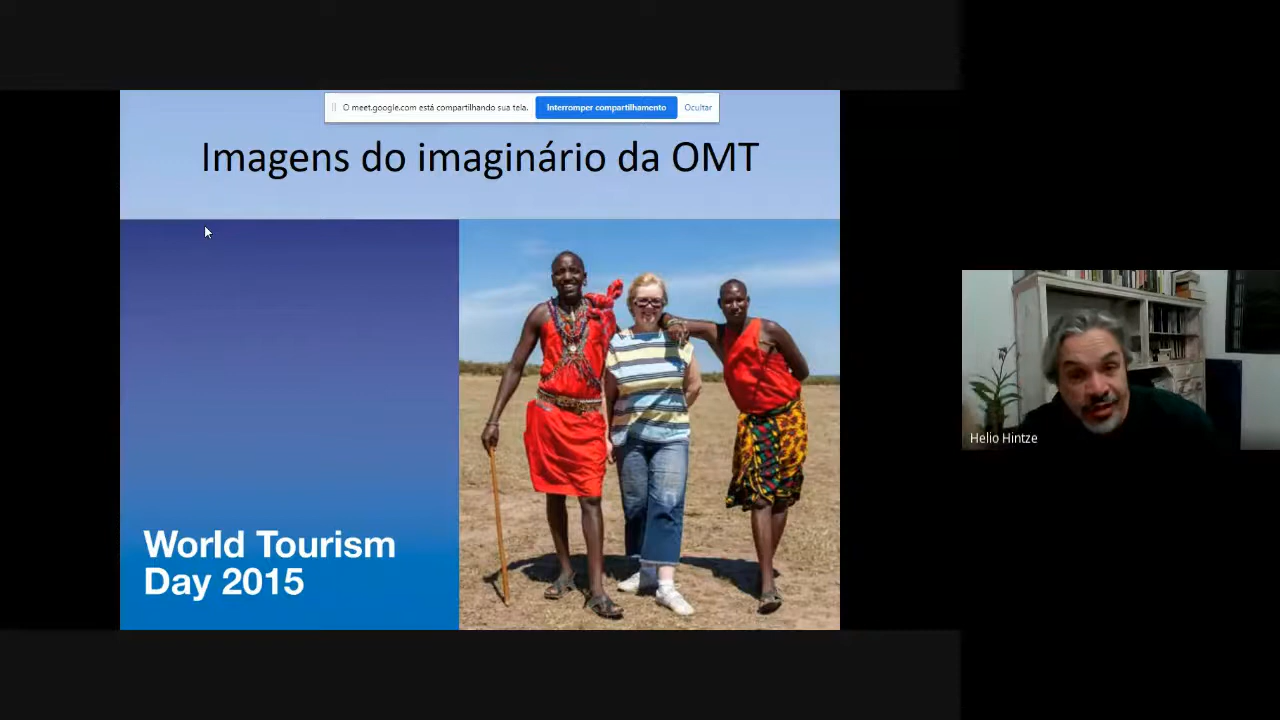 O meet.google.com está compartilhando sua tela.
Interromper compartilhamento
Ocultar
Imagens do imaginário da OMT
World Tourism
Day 2015
Helio Hintze